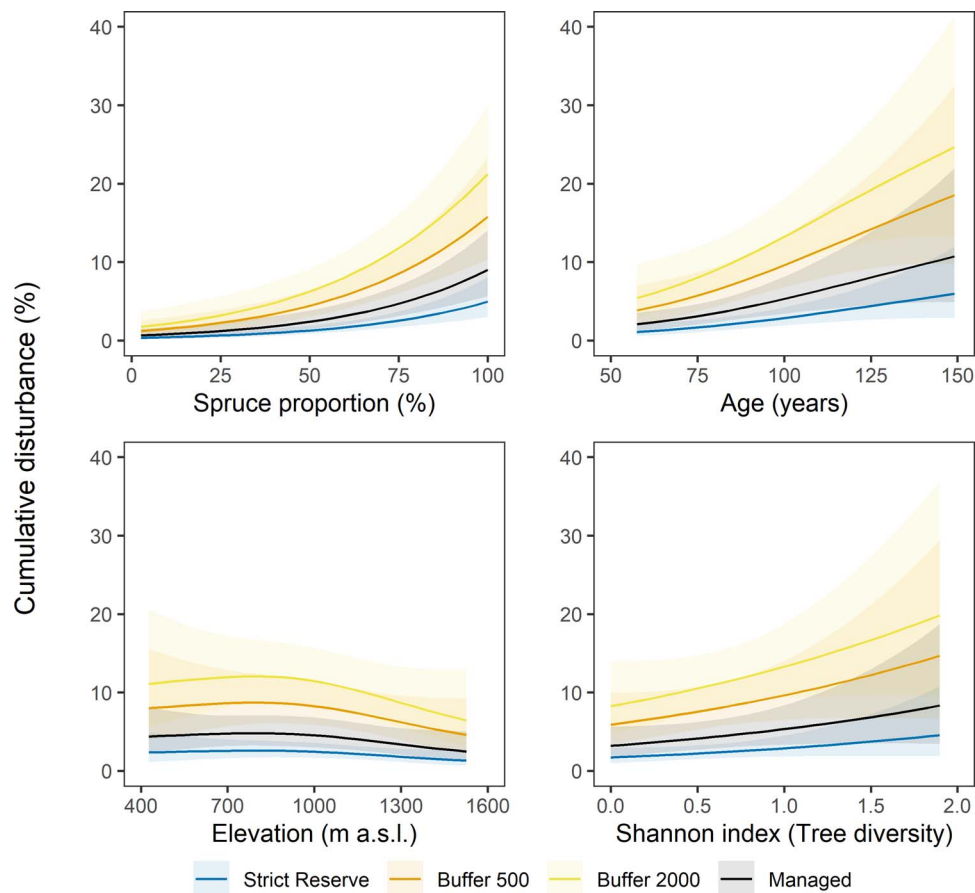 Cumulative disturbance (%)
40
30
20
10
0
0 25 50 75 100
Spruce proportion (%)
40
30
20
10
0
50 75 100 125 150
Age (years)
40
30
20
10
0
400 700 1000 1300 1600
Elevation (m a.s.l.)
40
30
20
10
0
0.0 0.5 1.0 1.5 2.0
Shannon index (Tree diversity)
Strict Reserve Buffer 500 Buffer 2000 Managed